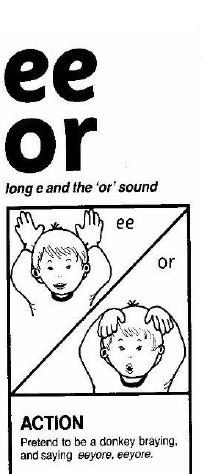 ee
or
long e and the 'or' sound
ee
or
ACTION
Pretend to be a donkey braying,
and saying eeyore, eeyore.